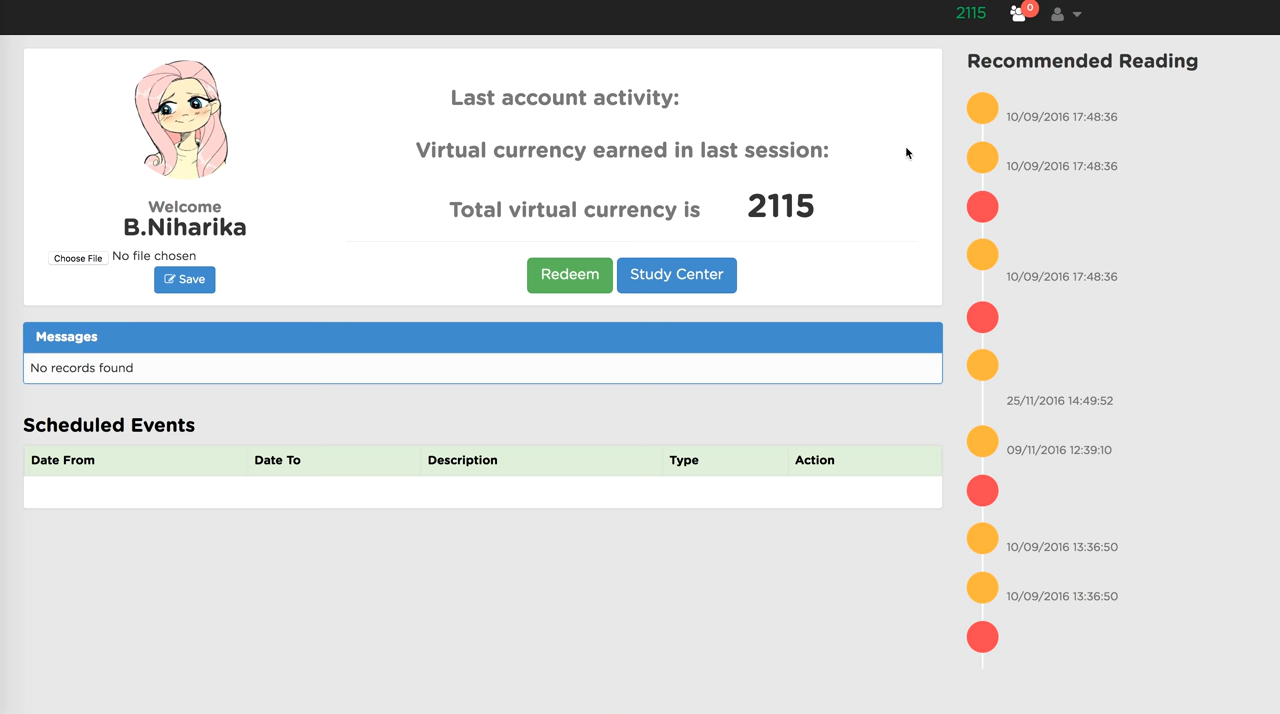 2115
0
Last account activity:
Virtual currency earned in last session:
Total virtual currency is 2115
Welcome
B.Niharika
Choose File No file chosen
Save
Redeem
Study Center
Messages
No records found
Scheduled Events
Date From Date To Description Type Action
Recommended Reading
10/09/2016 17:48:36
10/09/2016 17:48:36
10/09/2016 17:48:36
25/11/2016 14:49:52
09/11/2016 12:39:10
10/09/2016 13:36:50
10/09/2016 13:36:50